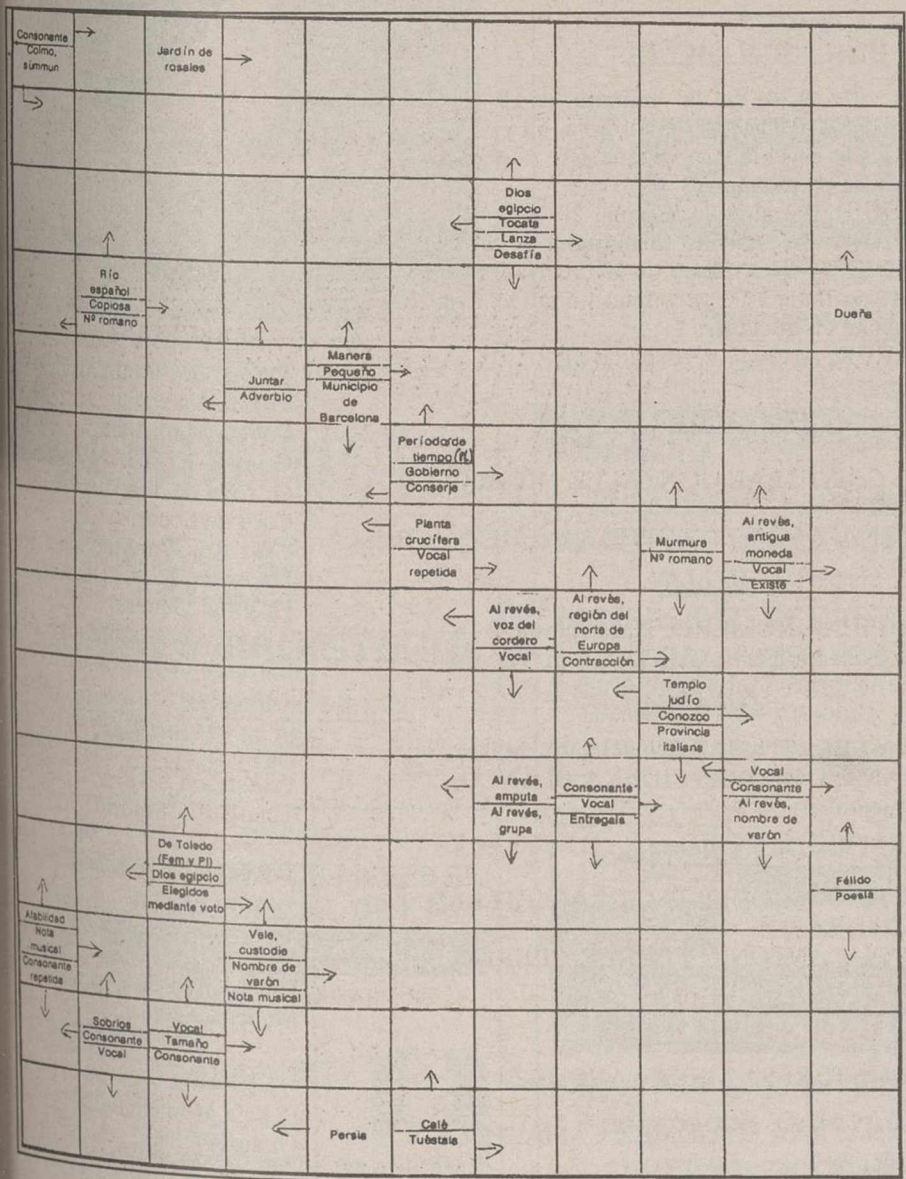 Consonante
Colmo,
súmmun
Jardín de
rosales
Dios
egipcio
Tocata
Lanza
Desafía
Río
español
Copiosa
Nº romano
Dueña
Juntar
Adverbio
Manera
Pequeño
Municipio
de
Barcelona
Períodorde
tiempo (Pl.)
Gobierno
Conserje
Planta
crucífera
Vocal
repetida
Murmure
Nº romano
Al revés,
antigua
moneda
Vocal
Existe
Al revés,
voz del
cordero
Vocal
Al revés,
región del
norte de
Europa
Contracción
Templo
judío
Conozco
Provincia
italiana
Al revés,
amputa
Al revés,
grupa
Consonante
Vocal
Entregala
Vocal
Consonante
Al revés,
nombre de
varón
De Toledo
(Fem y Pl)
Dios egipcio
Elegidos
mediante voto
Félido
Poesía
Afabilidad
Nota
musical
Consonante
repetida
Vele,
custodie
Nombre de
varón
Nota musical
Sobrios
Consonante
Vocal
Vocal
Tamaño
Consonante
Persia
Calé
Tuéstala